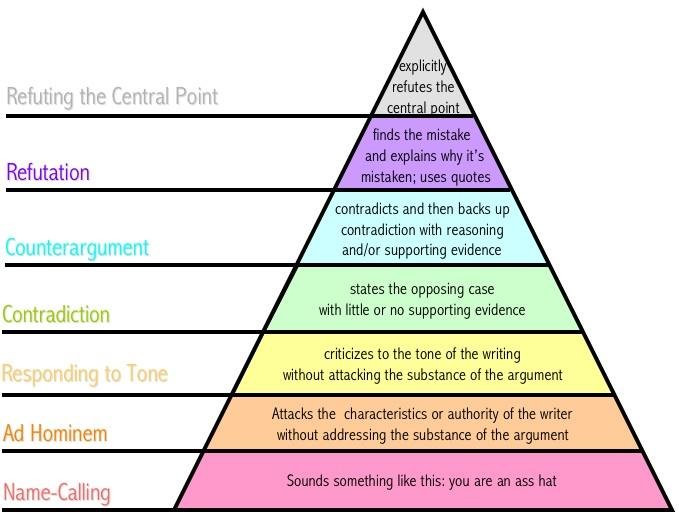 explicitly
refutes the
central point
Refuting the Central Point
finds the mistake
and explains why it's
mistaken; uses quotes
Refutation
contradicts and then backs up
contradiction with reasoning
and/or supporting evidence
Counterargument
states the opposing case
with little or no supporting evidence
Contradiction
criticizes to the tone of the writing
without attacking the substance of the argument
Responding to Tone
Attacks the  characteristics or authority of the writer
without addressing the substance of the argument
Ad Hominem
Sounds something like this: you are an ass hat
Name-Calling